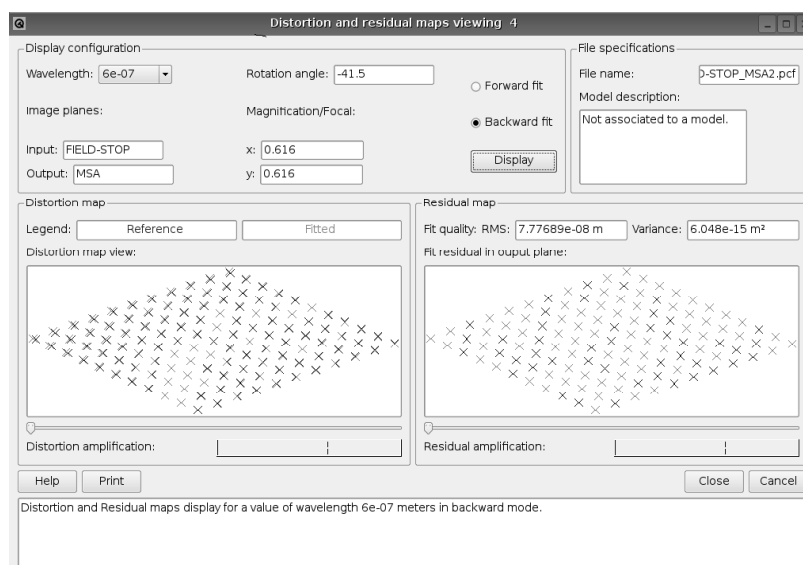 Distortion and residual maps viewing 4
Display configuration
Wavelength: 6e-07
Rotation angle: -41.5
Forward fit
Image planes:
Magnification/Focal:
Backward fit
Input: FIELD-STOP
x: 0.616
Display
Output: MSA
y: 0.616
File specifications
File name: D-STOP_MSA2.pcf
Model description:
Not associated to a model.
Distortion map
Legend: Reference Fitted
Distortion map view:
Distortion amplification:
Residual map
Fit quality: RMS: 7.77689e-08 m Variance: 6.048e-15 m²
Fit residual in ouput plane:
Residual amplification:
Help Print Close Cancel
Distortion and Residual maps display for a value of wavelength 6e-07 meters in backward mode.